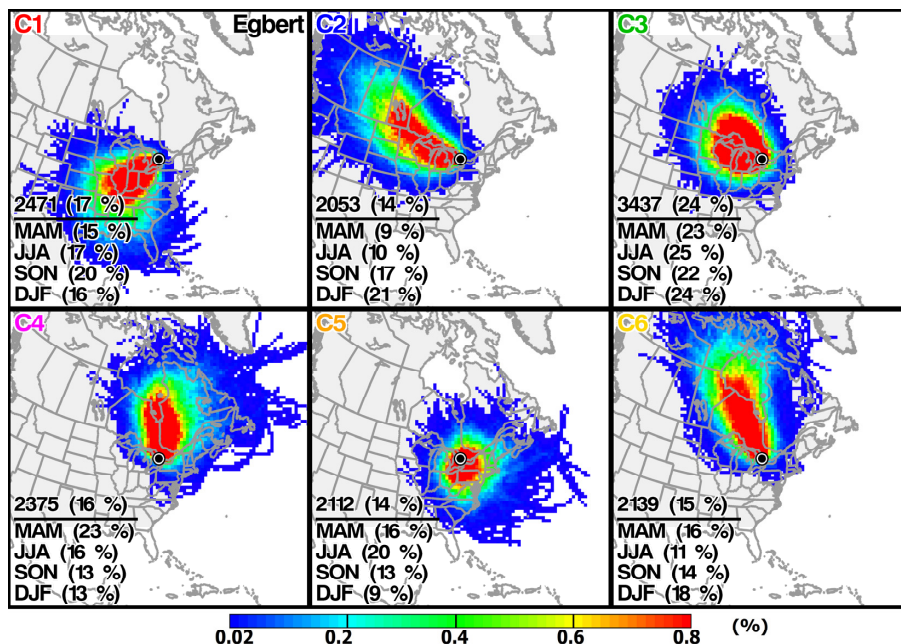 C1 Egbert
2471 (17 %)
MAM (15 %)
JJA (17 %)
SON (20 %)
DJF (16 %)
C2
2053 (14 %)
MAM (9 %)
JJA (10 %)
SON (17 %)
DJF (21 %)
C3
3437 (24 %)
MAM (23 %)
JJA (25 %)
SON (22 %)
DJF (24 %)
C4
2375 (16 %)
MAM (23 %)
JJA (16 %)
SON (13 %)
DJF (13 %)
C5
2112 (14 %)
MAM (16 %)
JJA (20 %)
SON (13 %)
DJF (9 %)
C6
2139 (15 %)
MAM (16 %)
JJA (11 %)
SON (14 %)
DJF (18 %)
0.02 0.2 0.4 0.6 0.8 (%)